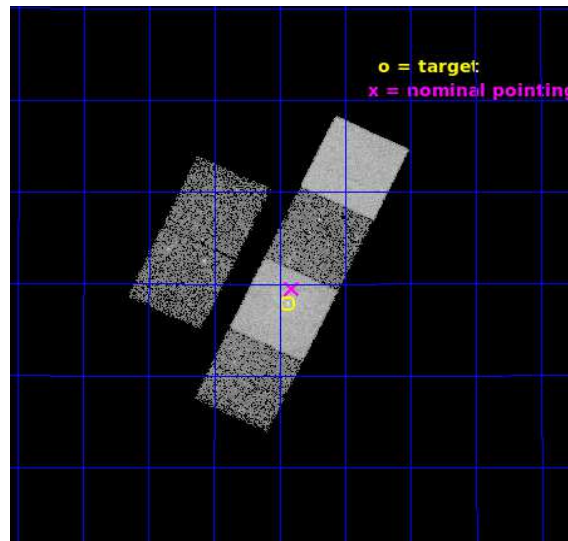 o = target
x = nominal pointing